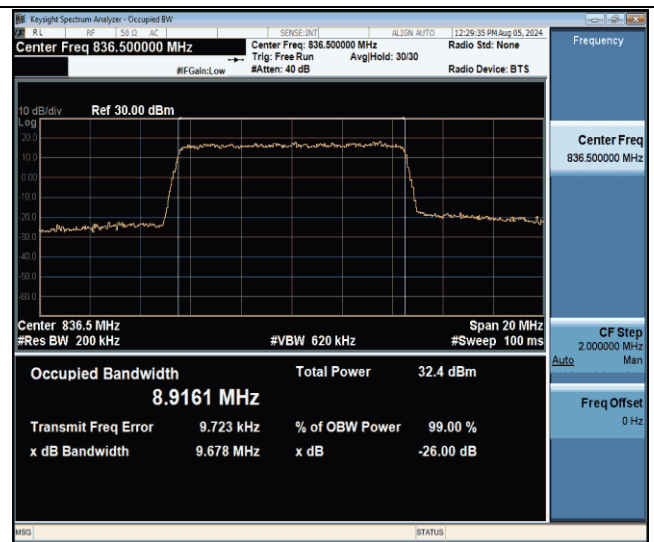 Keysight Spectrum Analyzer - Occupied BW
RL RF 50 Ω AC SENSE:INT ALIGN AUTO 12:29:35 PM Aug 05, 2024
Center Freq 836.500000 MHz Center Freq: 836.500000 MHz Radio Std: None Frequency
Trig: Free Run Avg|Hold: 30/30
#IFGain:Low #Atten: 40 dB Radio Device: BTS
10 dB/div Ref 30.00 dBm
Log
20.0
10.0
0.00
-10.0
-20.0
-30.0
-40.0
-50.0
-60.0
Center Freq
836.500000 MHz
Center 836.5 MHz Span 20 MHz
#Res BW 200 kHz #VBW 620 kHz #Sweep 100 ms
CF Step
2.000000 MHz
Auto Man
Occupied Bandwidth Total Power 32.4 dBm
8.9161 MHz
Transmit Freq Error 9.723 kHz % of OBW Power 99.00 %
x dB Bandwidth 9.678 MHz x dB -26.00 dB
Freq Offset
0 Hz
MSG STATUS